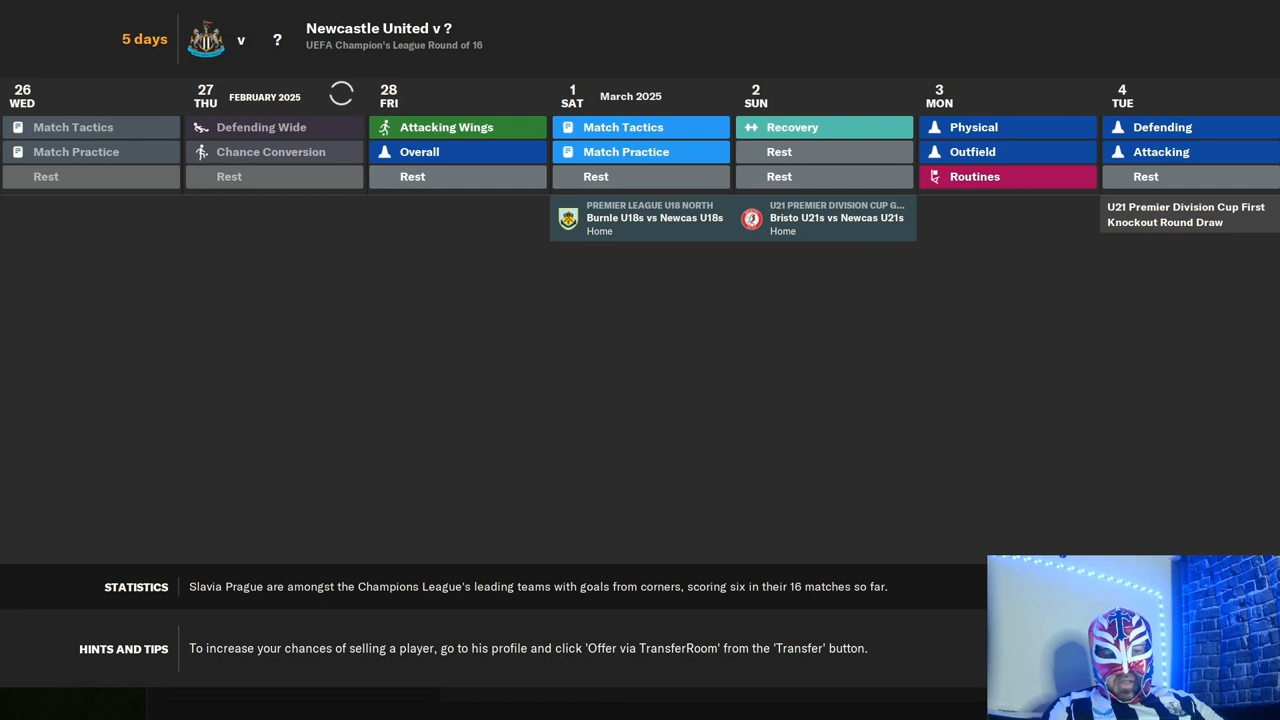 5 days
v
?
Newcastle United v ?
UEFA Champion's League Round of 16
26
WED
27
THU
FEBRUARY 2025
28
FRI
1
SAT
March 2025
2
SUN
3
MON
4
TUE
Match Tactics
Defending Wide
Attacking Wings
Match Tactics
Recovery
Physical
Defending
Match Practice
Chance Conversion
Overall
Match Practice
Rest
Outfield
Attacking
Rest
Rest
Rest
Rest
Rest
Routines
Rest
PREMIER LEAGUE U18 NORTH
Burnle U18s vs Newcas U18s
Home
U21 PREMIER DIVISION CUP G...
Bristo U21s vs Newcas U21s
Home
U21 Premier Division Cup First
Knockout Round Draw
STATISTICS
Slavia Prague are amongst the Champions League's leading teams with goals from corners, scoring six in their 16 matches so far.
HINTS AND TIPS
To increase your chances of selling a player, go to his profile and click 'Offer via TransferRoom' from the 'Transfer' button.